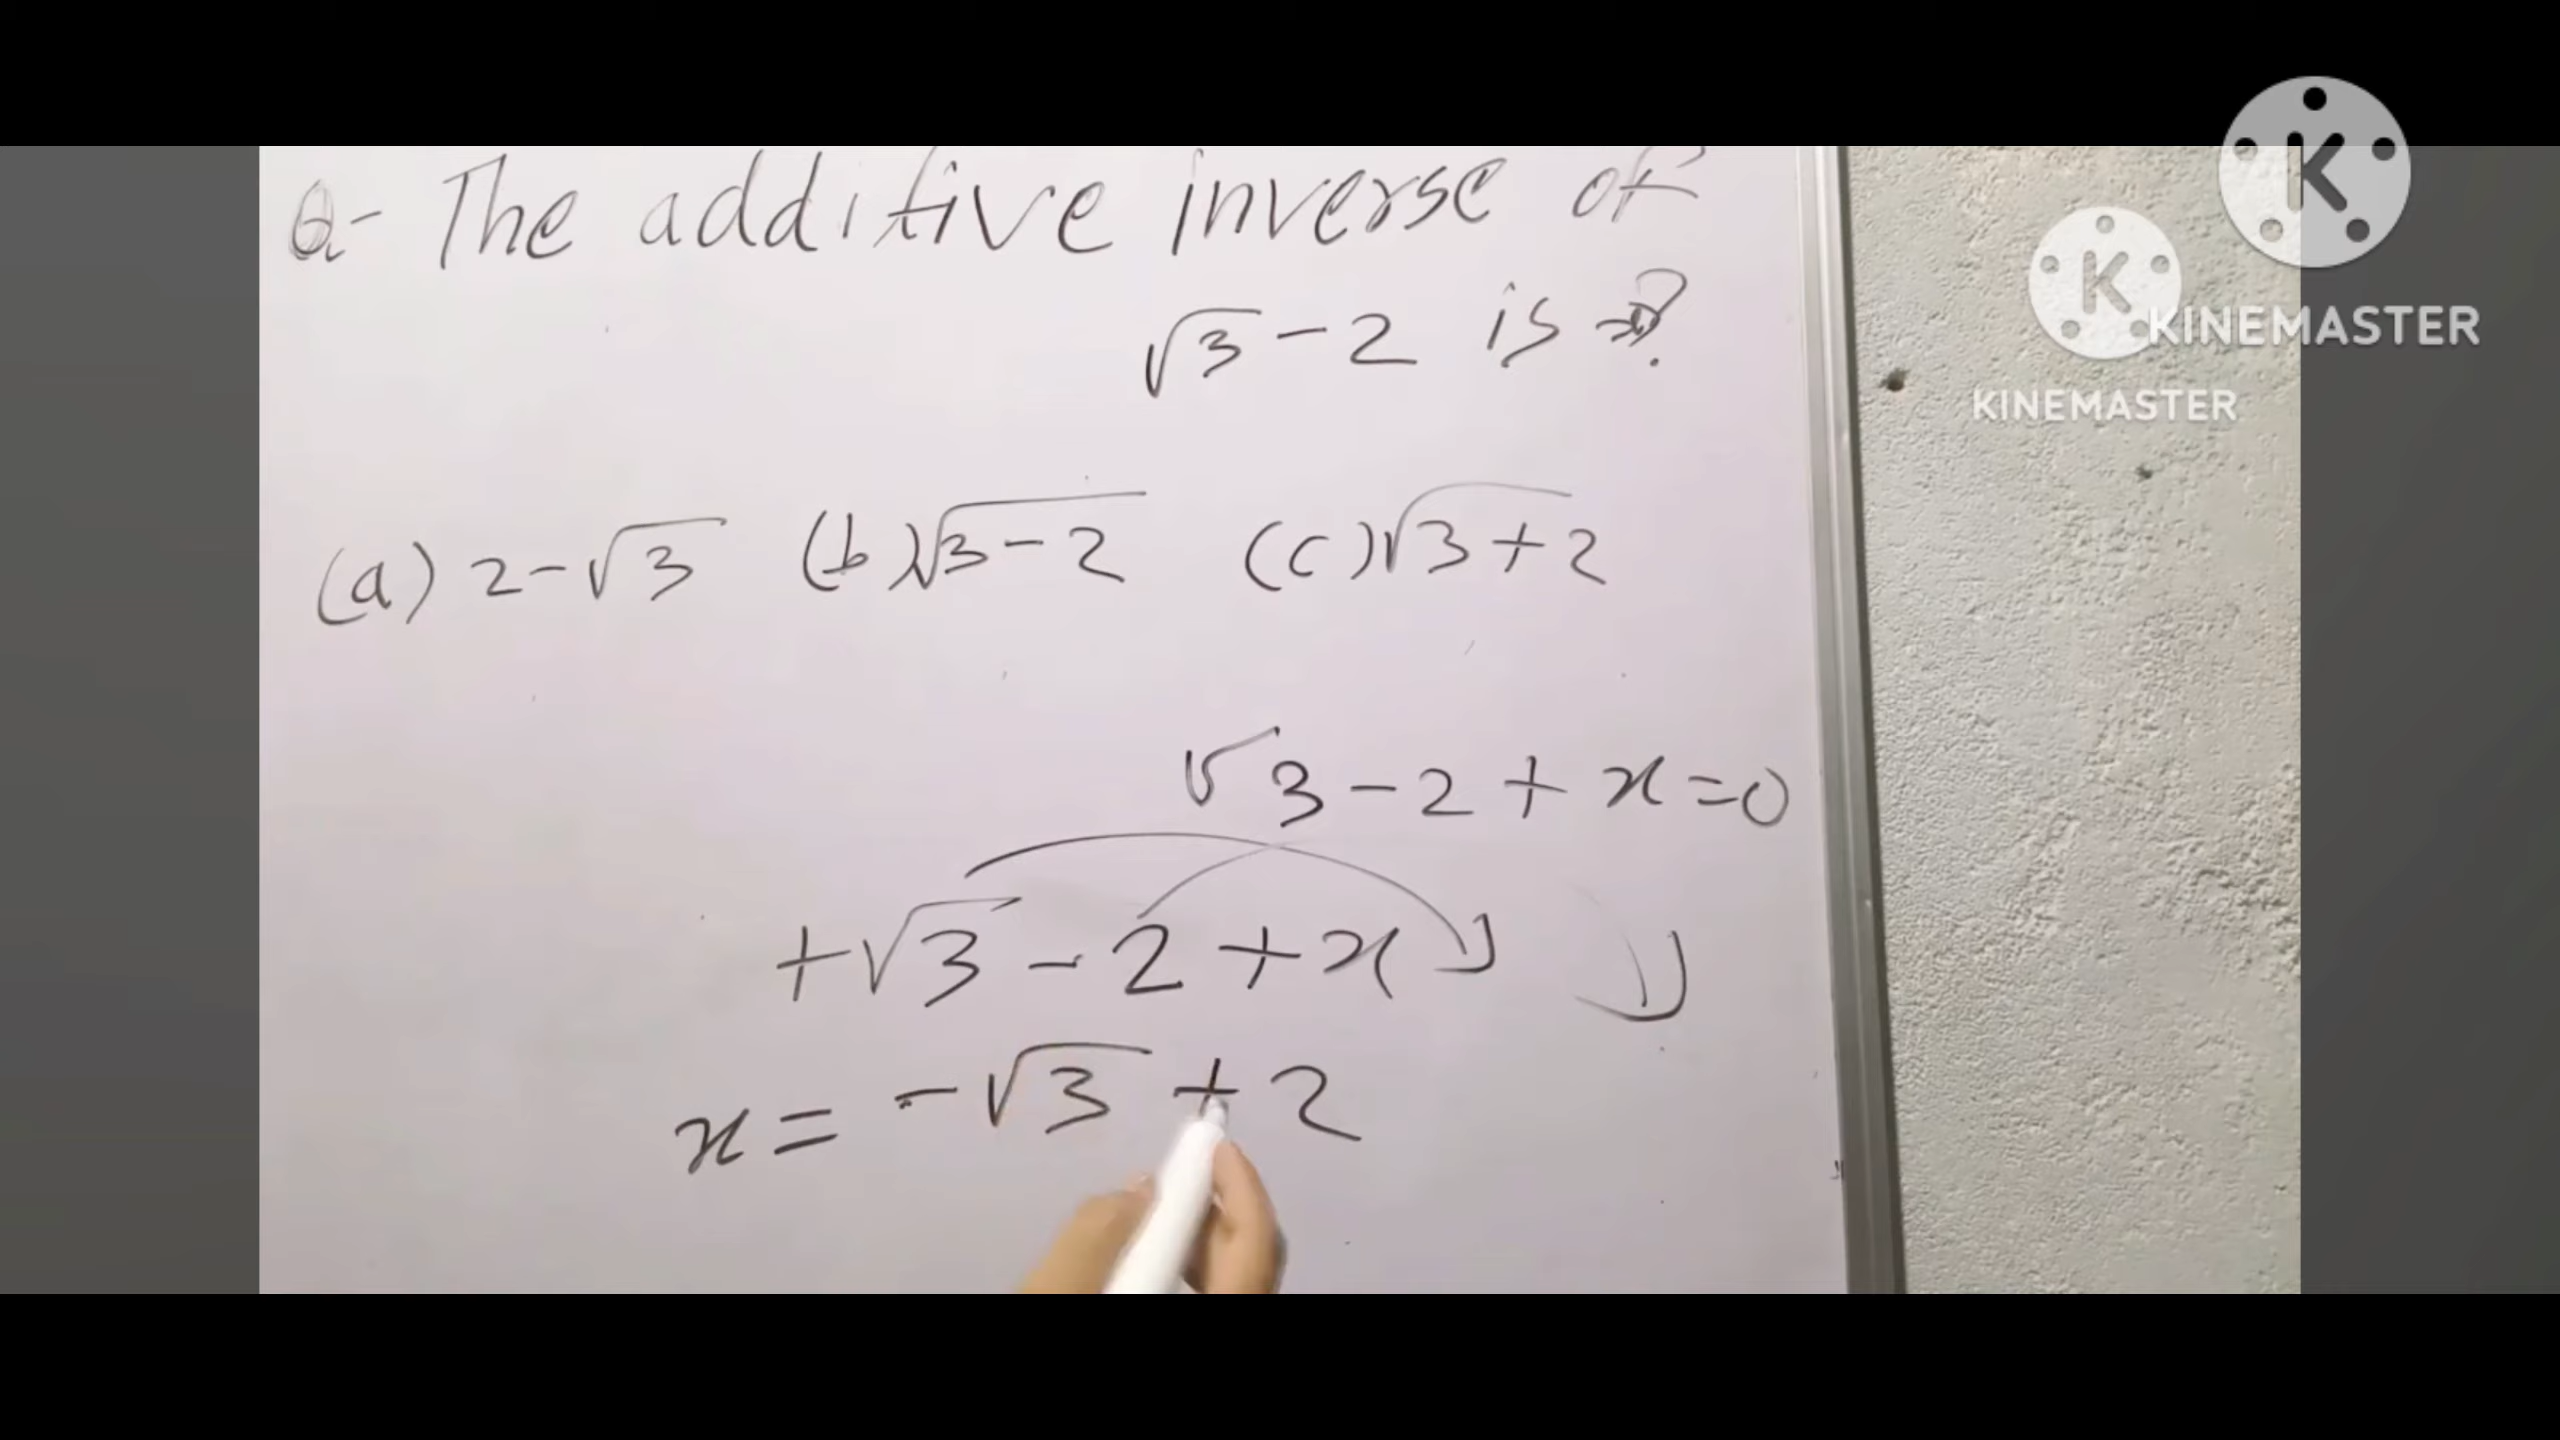 Q- The additive inverse of
√3 - 2 is ?
(a) 2-√3 (b) √3-2 (c) √3+2
√3 - 2 + x = 0
+√3 - 2 + x
x = -√3 + 2
KINEMASTER
KINEMASTER